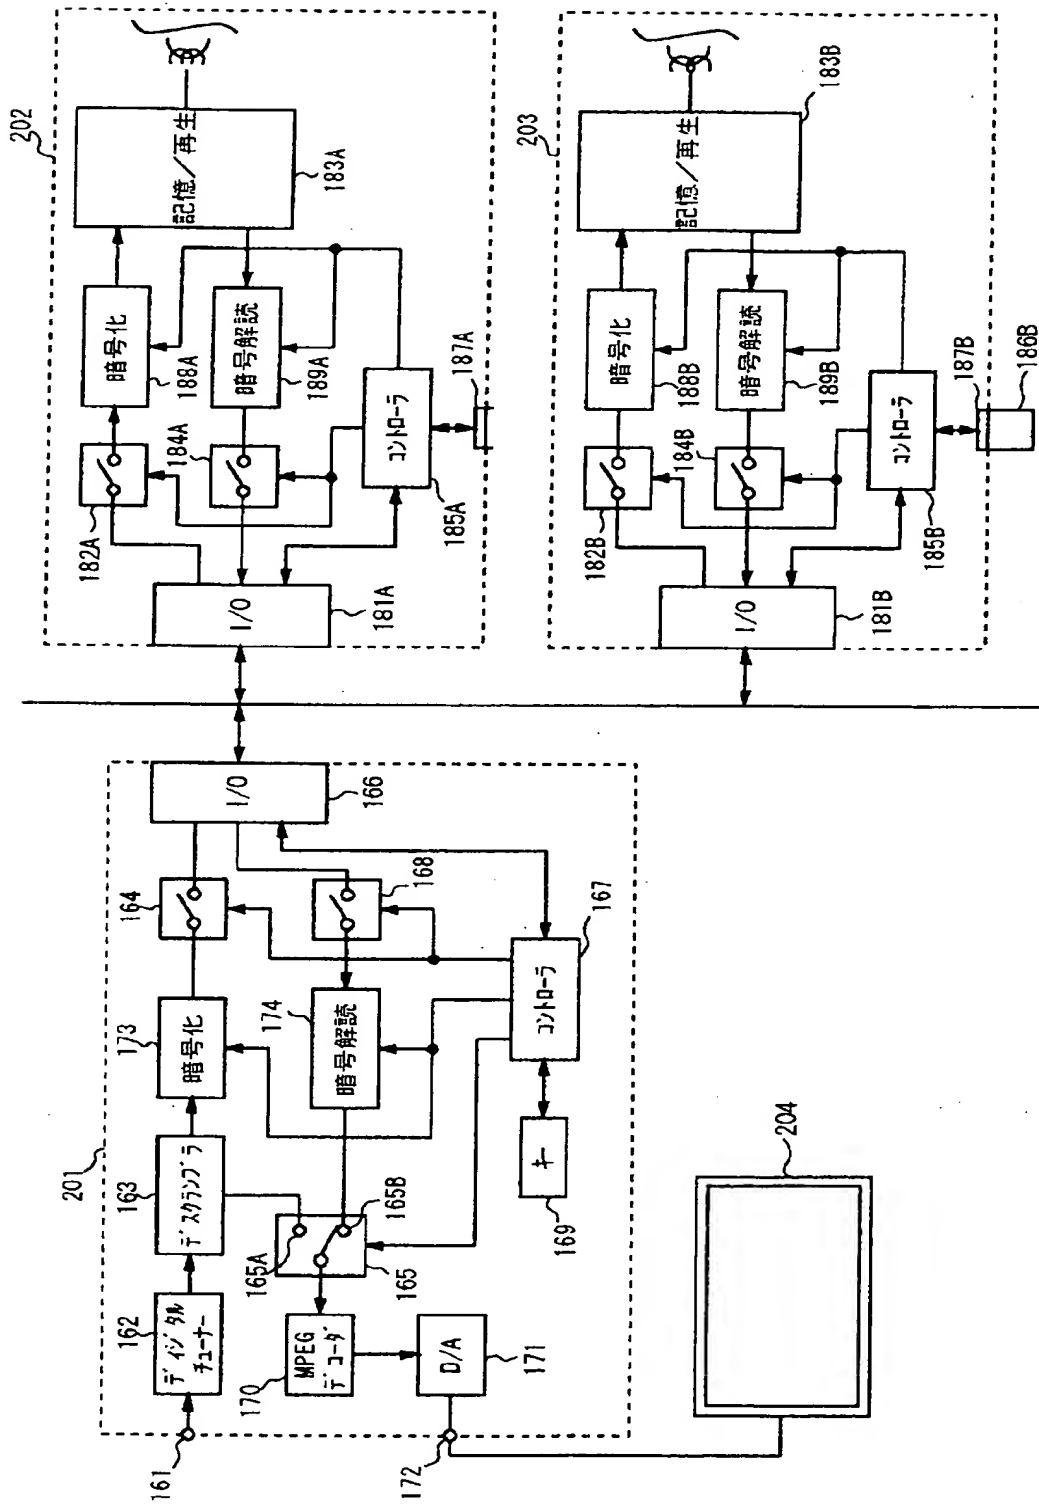 201
161
162
ディジタル
チューナー
163
デスクランブラ
173
暗号化
164
I/O
166
165A
165B
165
174
暗号解読
168
170
MPEG
デコーダ
D/A
171
172
169
キー
コントローラ
167
204
202
I/O
181A
182A
184A
188A
暗号化
189A
暗号解読
コントローラ
185A
187A
記憶/再生
183A
203
I/O
181B
182B
184B
188B
暗号化
189B
暗号解読
コントローラ
185B
187B
186B
記憶/再生
183B